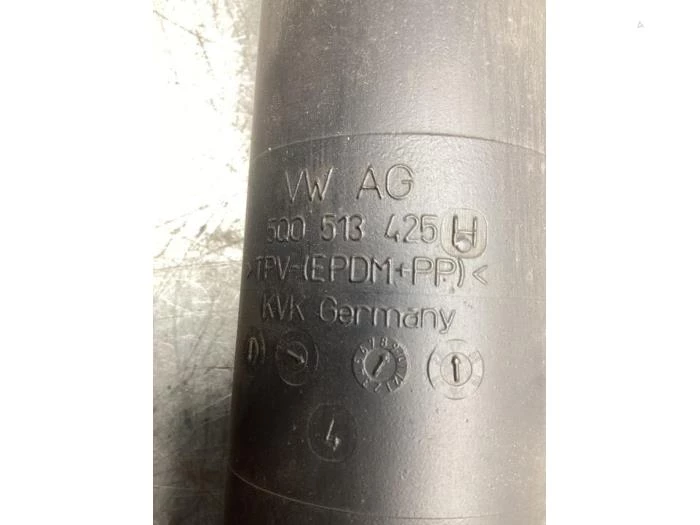 VW AG
5Q0 513 425 H
>TPV-(EPDM+PP)<
KVK Germany
4